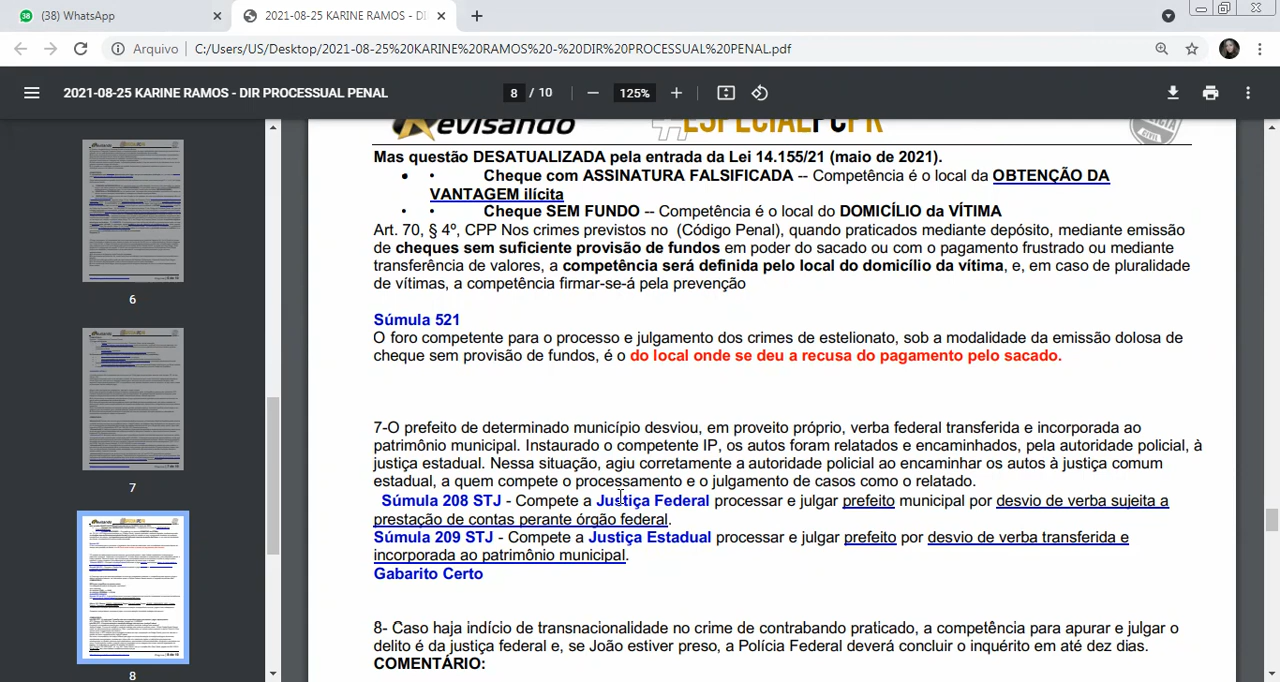 (38) WhatsApp
2021-08-25 KARINE RAMOS - DI
Arquivo
C:/Users/US/Desktop/2021-08-25%20KARINE%20RAMOS%20-%20DIR%20PROCESSUAL%20PENAL.pdf
2021-08-25 KARINE RAMOS - DIR PROCESSUAL PENAL
8 / 10
125%
6
7
8
Revisando
#ESPECIALPCPR
Mas questão DESATUALIZADA pela entrada da Lei 14.155/21 (maio de 2021).
• • Cheque com ASSINATURA FALSIFICADA -- Competência é o local da OBTENÇÃO DA
VANTAGEM ilícita
• • Cheque SEM FUNDO -- Competência é o local do DOMICÍLIO da VÍTIMA
Art. 70, § 4º, CPP Nos crimes previstos no (Código Penal), quando praticados mediante depósito, mediante emissão
de cheques sem suficiente provisão de fundos em poder do sacado ou com o pagamento frustrado ou mediante
transferência de valores, a competência será definida pelo local do domicílio da vítima, e, em caso de pluralidade
de vítimas, a competência firmar-se-á pela prevenção
Súmula 521
O foro competente para o processo e julgamento dos crimes de estelionato, sob a modalidade da emissão dolosa de
cheque sem provisão de fundos, é o do local onde se deu a recusa do pagamento pelo sacado.
7-O prefeito de determinado município desviou, em proveito próprio, verba federal transferida e incorporada ao
patrimônio municipal. Instaurado o competente IP, os autos foram relatados e encaminhados, pela autoridade policial, à
justiça estadual. Nessa situação, agiu corretamente a autoridade policial ao encaminhar os autos à justiça comum
estadual, a quem compete o processamento e o julgamento de casos como o relatado.
Súmula 208 STJ - Compete a Justiça Federal processar e julgar prefeito municipal por desvio de verba sujeita a
prestação de contas perante órgão federal.
Súmula 209 STJ - Compete a Justiça Estadual processar e julgar prefeito por desvio de verba transferida e
incorporada ao patrimônio municipal.
Gabarito Certo
8- Caso haja indício de transnacionalidade no crime de contrabando praticado, a competência para apurar e julgar o
delito é da justiça federal e, se João estiver preso, a Polícia Federal deverá concluir o inquérito em até dez dias.
COMENTÁRIO: